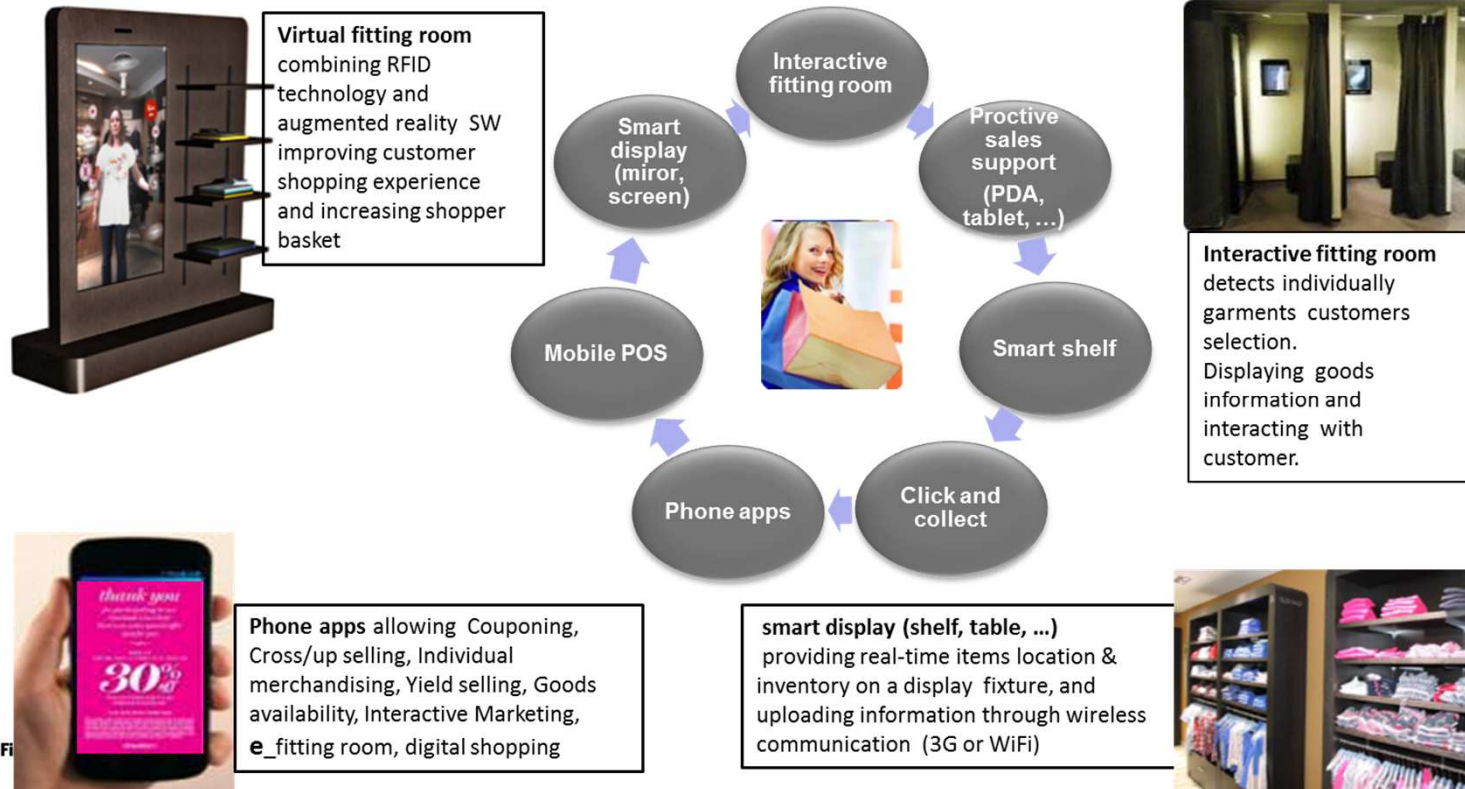 Virtual fitting room
combining RFID
technology and
augmented reality SW
improving customer
shopping experience
and increasing shopper
basket
Interactive
fitting room
Proctive
sales
support
(PDA,
tablet, ...)
Smart shelf
Click and
collect
Phone apps
Mobile POS
Smart
display
(miror,
screen)
Interactive fitting room
detects individually
garments customers
selection.
Displaying goods
information and
interacting with
customer.
thank you
30%
off
Phone apps allowing Couponing,
Cross/up selling, Individual
merchandising, Yield selling, Goods
availability, Interactive Marketing,
e_fitting room, digital shopping
smart display (shelf, table, ...)
providing real-time items location &
inventory on a display fixture, and
uploading information through wireless
communication (3G or WiFi)
Fi